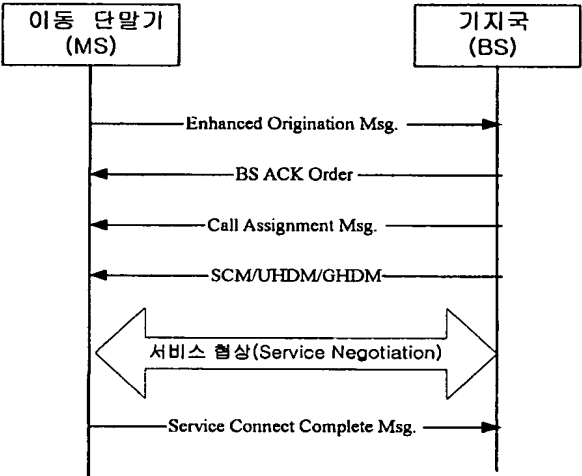 이동 단말기
(MS)
기지국
(BS)
Enhanced Origination Msg.
BS ACK Order
Call Assignment Msg.
SCM/UHDM/GHDM
서비스 협상(Service Negotiation)
Service Connect Complete Msg.